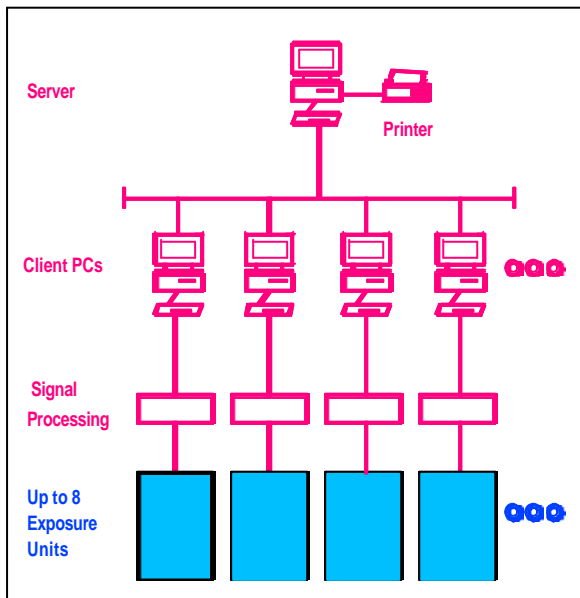 Server
Printer
Client PCs
Signal
Processing
Up to 8
Exposure
Units